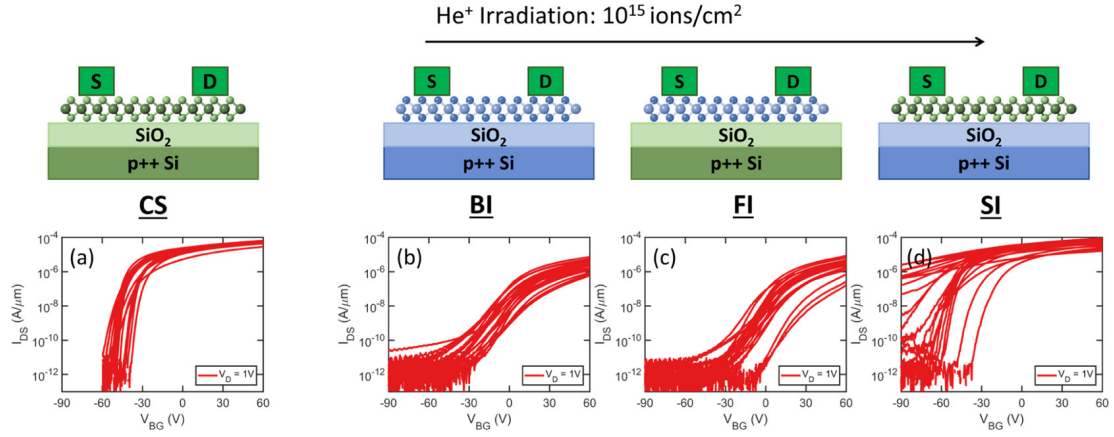 He⁺ Irradiation: 10¹⁵ ions/cm²
S D S D S D S D
SiO₂ SiO₂ SiO₂ SiO₂
p++ Si p++ Si p++ Si p++ Si
CS BI FI SI
(a) (b) (c) (d)
10⁻⁴ 10⁻⁴ 10⁻⁴ 10⁻⁴
10⁻⁶ 10⁻⁶ 10⁻⁶ 10⁻⁶
10⁻⁸ 10⁻⁸ 10⁻⁸ 10⁻⁸
10⁻¹⁰ 10⁻¹⁰ 10⁻¹⁰ 10⁻¹⁰
10⁻¹² 10⁻¹² 10⁻¹² 10⁻¹²
I_DS (A/μm) I_DS (A/μm) I_DS (A/μm) I_DS (A/μm)
V_D = 1V V_D = 1V V_D = 1V V_D = 1V
-90 -60 -30 0 30 60 -90 -60 -30 0 30 60 -90 -60 -30 0 30 60 -90 -60 -30 0 30 60
V_BG (V) V_BG (V) V_BG (V) V_BG (V)